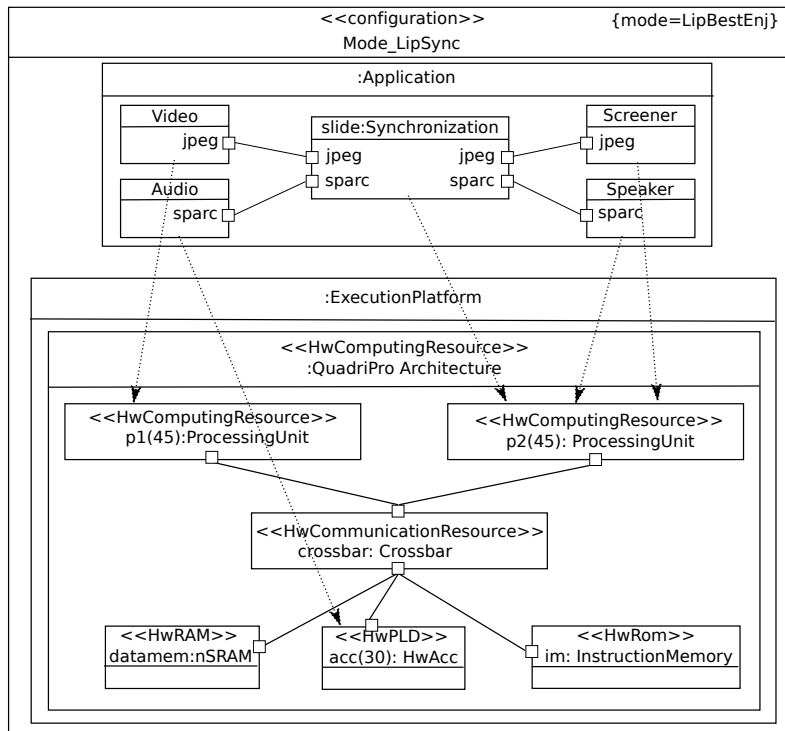 <<configuration>>
{mode=LipBestEnj}
Mode_LipSync
:Application
Video
jpeg
Audio
sparc
slide:Synchronization
jpeg
jpeg
sparc
sparc
Screener
jpeg
Speaker
sparc
:ExecutionPlatform
<<HwComputingResource>>
:QuadriPro Architecture
<<HwComputingResource>>
p1(45):ProcessingUnit
<<HwComputingResource>>
p2(45): ProcessingUnit
<<HwCommunicationResource>>
crossbar: Crossbar
<<HwRAM>>
datamem:nSRAM
<<HwPLD>>
acc(30): HwAcc
<<HwRom>>
im: InstructionMemory